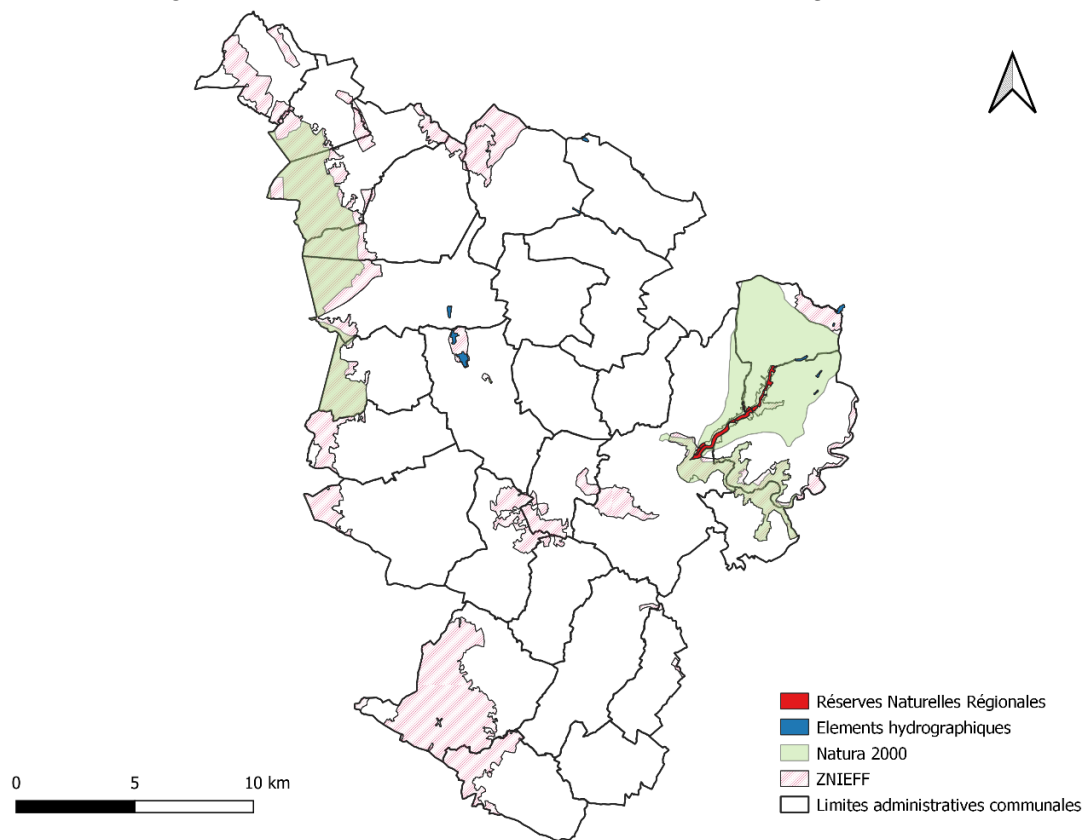 Réserves Naturelles Régionales
Elements hydrographiques
Natura 2000
ZNIEFF
Limites administratives communales
0 5 10 km